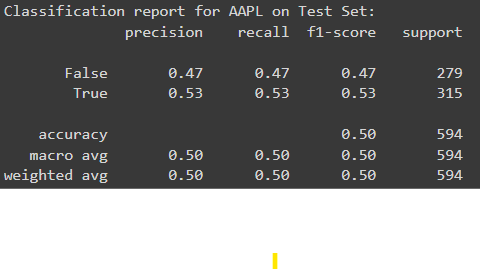 Classification report for AAPL on Test Set:
precision recall f1-score support
False 0.47 0.47 0.47 279
True 0.53 0.53 0.53 315
accuracy 0.50 594
macro avg 0.50 0.50 0.50 594
weighted avg 0.50 0.50 0.50 594